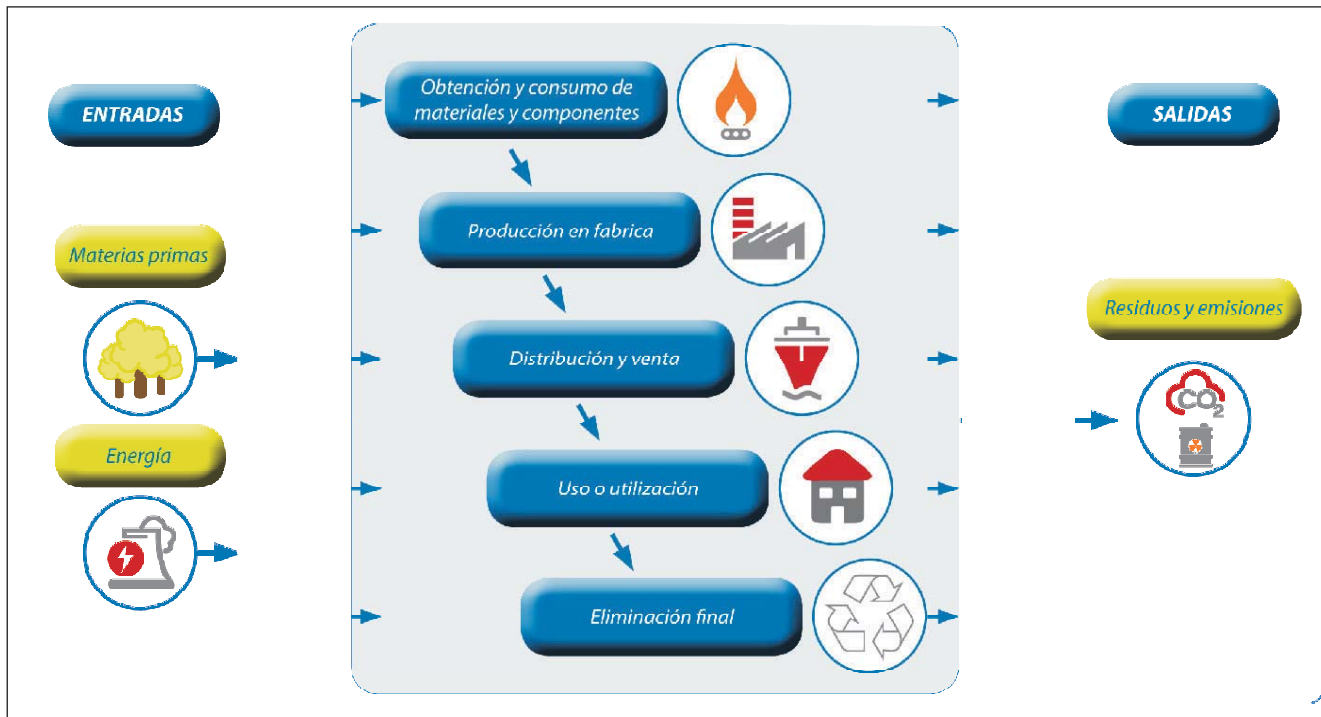 ENTRADAS
Materias primas
Energía
Obtención y consumo de
materiales y componentes
Producción en fabrica
Distribución y venta
Uso o utilización
Eliminación final
SALIDAS
Residuos y emisiones
CO2